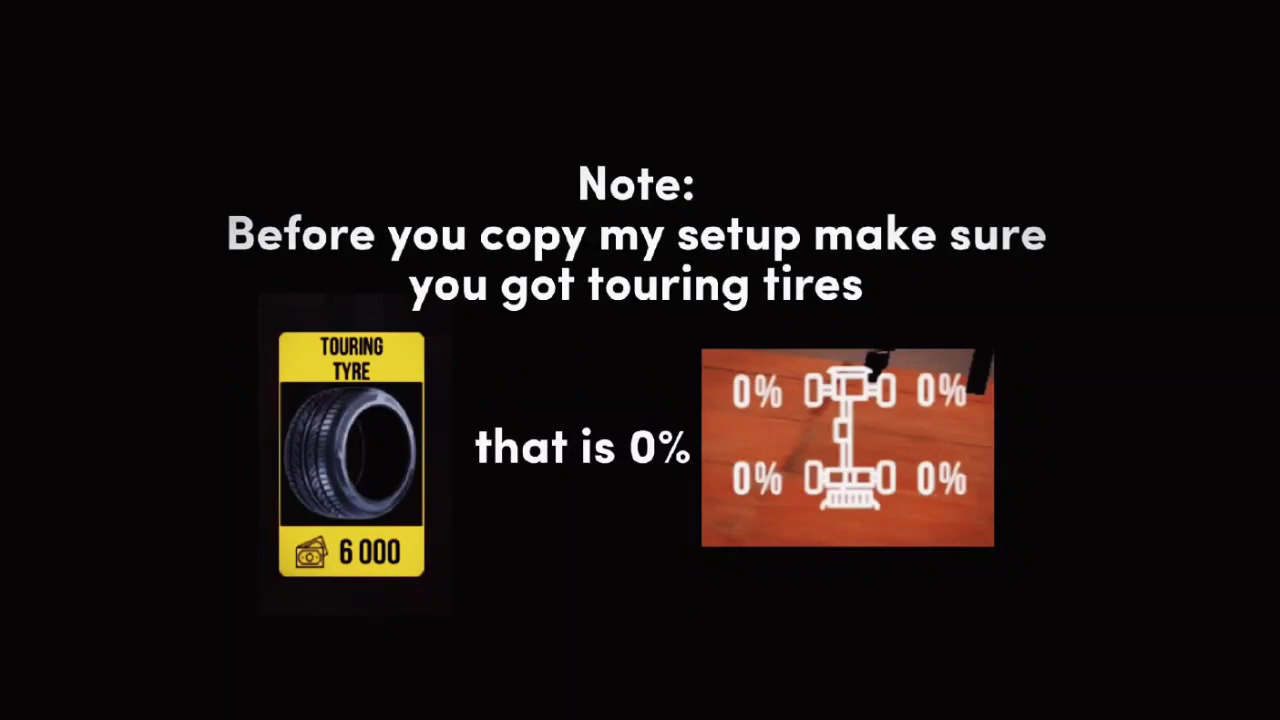 Note:
Before you copy my setup make sure
you got touring tires
TOURING
TYRE
6 000
that is 0%
0% 0%
0% 0%